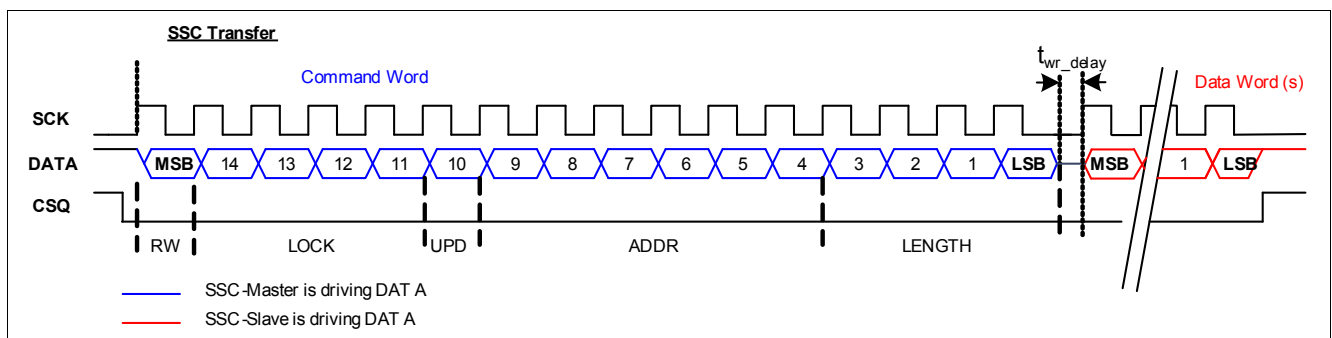 SSC Transfer
t wr_delay
Command Word
Data Word (s)
SCK
DATA MSB 14 13 12 11 10 9 8 7 6 5 4 3 2 1 LSB MSB 1 LSB
CSQ
RW LOCK UPD ADDR LENGTH
SSC-Master is driving DAT A
SSC-Slave is driving DAT A